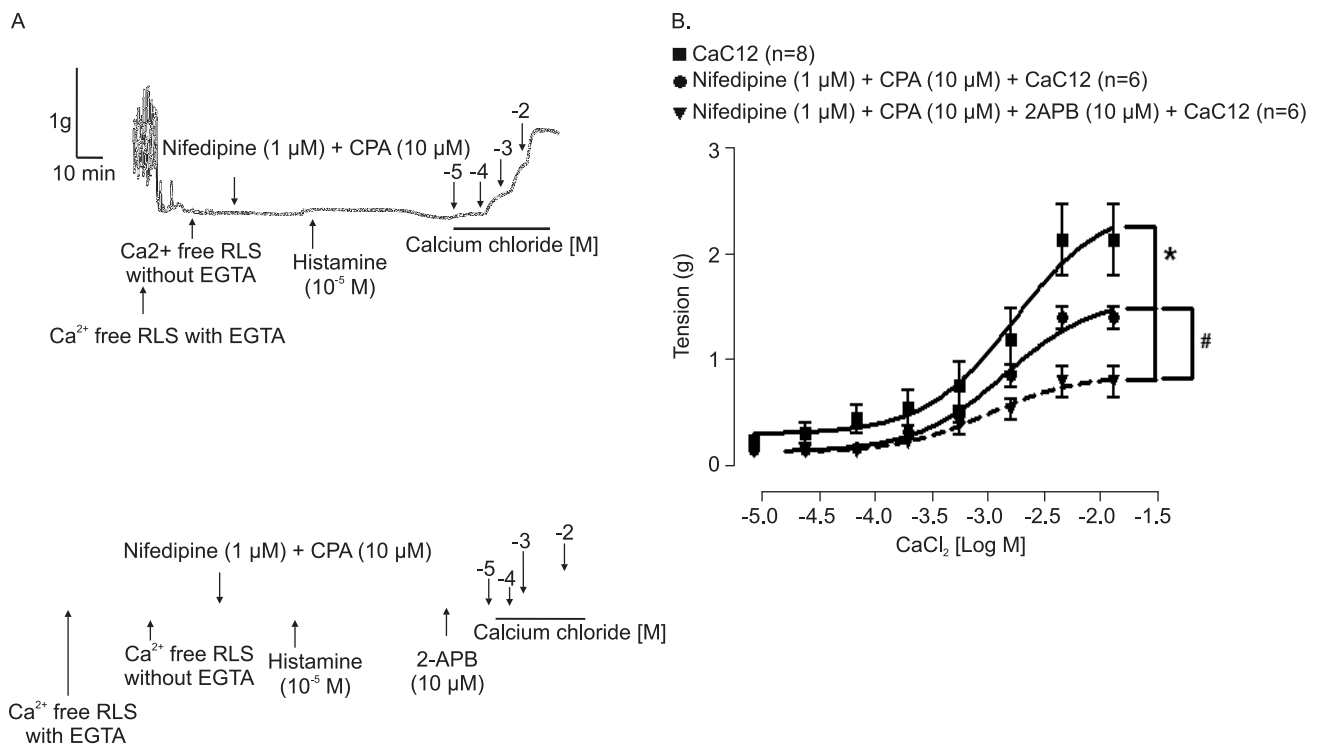 A
1g
10 min
Nifedipine (1 µM) + CPA (10 µM)
-5
-4
-3
-2
Ca2+ free RLS
without EGTA
Histamine
(10⁻⁵ M)
Calcium chloride [M]
Ca²⁺ free RLS with EGTA
Nifedipine (1 µM) + CPA (10 µM)
-5
-4
-3
-2
Calcium chloride [M]
Ca²⁺ free RLS
without EGTA
Histamine
(10⁻⁵ M)
2-APB
(10 µM)
Ca²⁺ free RLS
with EGTA
B.
CaC12 (n=8)
Nifedipine (1 µM) + CPA (10 µM) + CaC12 (n=6)
Nifedipine (1 µM) + CPA (10 µM) + 2APB (10 µM) + CaC12 (n=6)
Tension (g)
3
2
1
0
*
#
-5.0 -4.5 -4.0 -3.5 -3.0 -2.5 -2.0 -1.5
CaCl₂ [Log M]